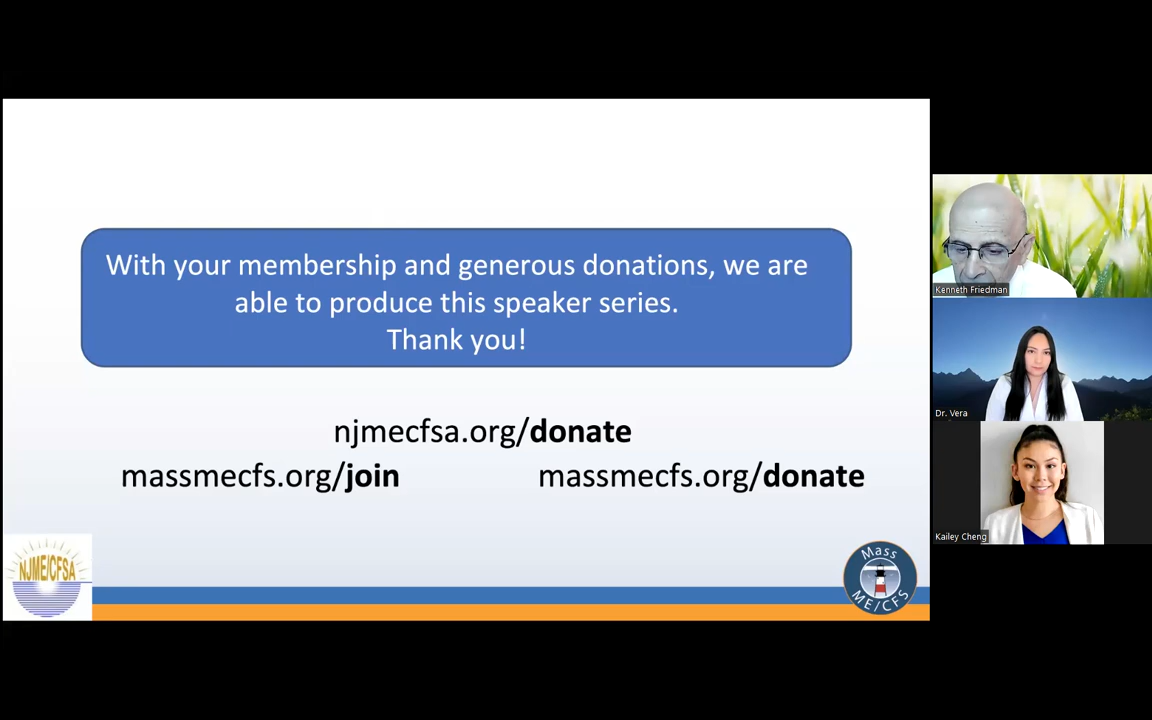 With your membership and generous donations, we are
able to produce this speaker series.
Thank you!
njmecfsa.org/donate
massmecfs.org/join
massmecfs.org/donate
NJME/CFSA
Mass
ME/CFS
Kenneth Friedman
Dr. Vera
Kailey Cheng